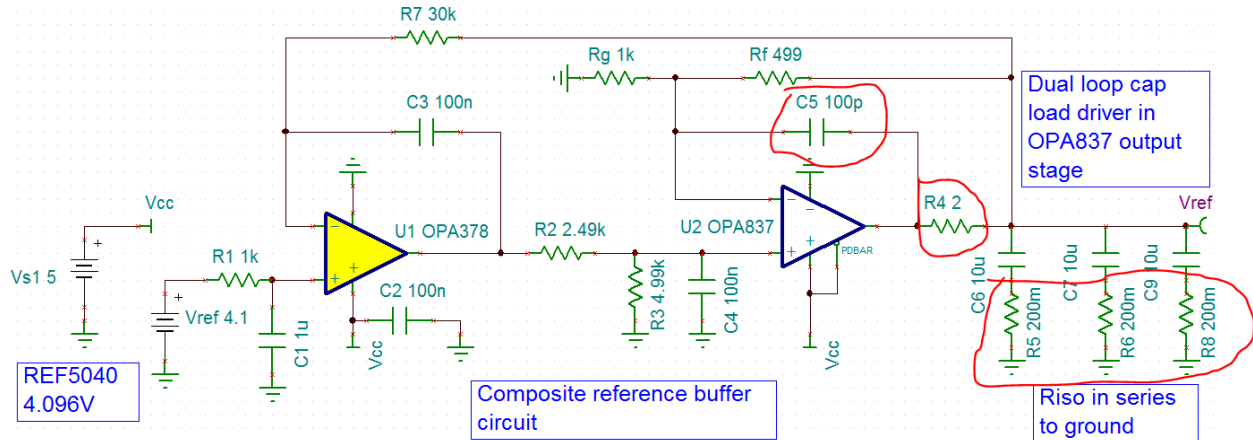 R7 30k
Rg 1k
Rf 499
C3 100n
C5 100p
Dual loop cap
load driver in
OPA837 output
stage
Vcc
U1 OPA378
U2 OPA837
R4 2
Vref
Vs1 5
R1 1k
R2 2.49k
PDBAR
Vref 4.1
C1 1u
C2 100n
Vcc
R3 4.99k
C4 100n
Vcc
C6 10u
C7 10u
C9 10u
R5 200m
R6 200m
R8 200m
REF5040
4.096V
Composite reference buffer
circuit
Riso in series
to ground